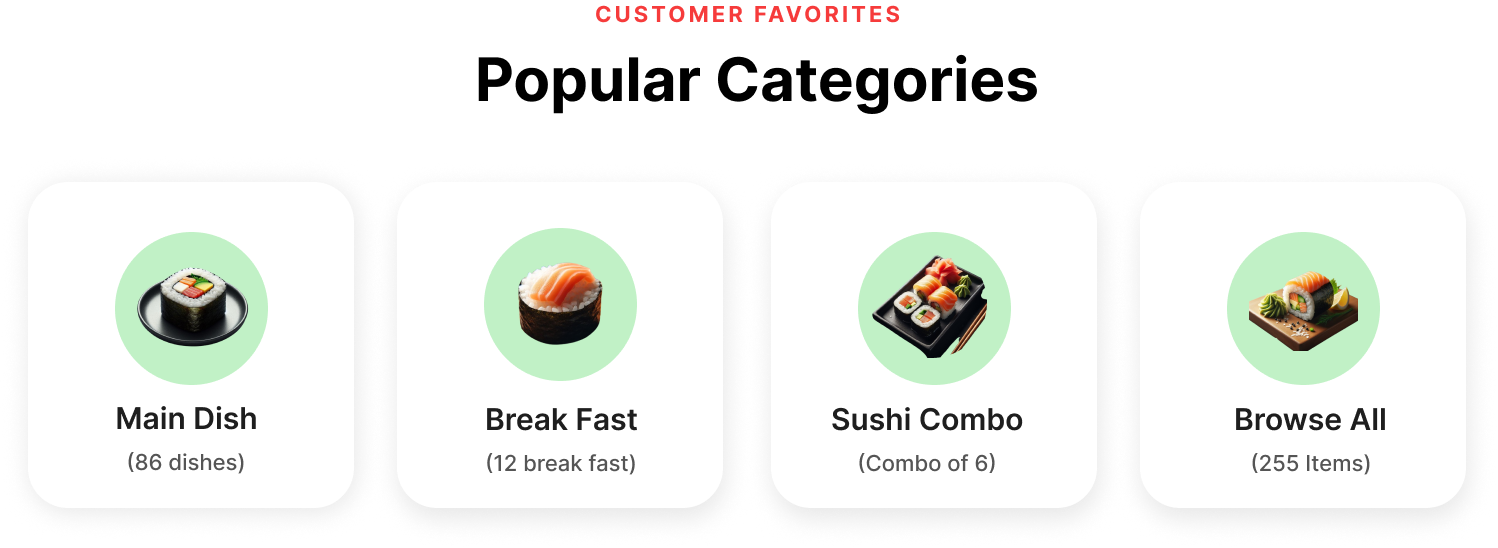 CUSTOMER FAVORITES
Popular Categories
Main Dish
(86 dishes)
Break Fast
(12 break fast)
Sushi Combo
(Combo of 6)
Browse All
(255 Items)